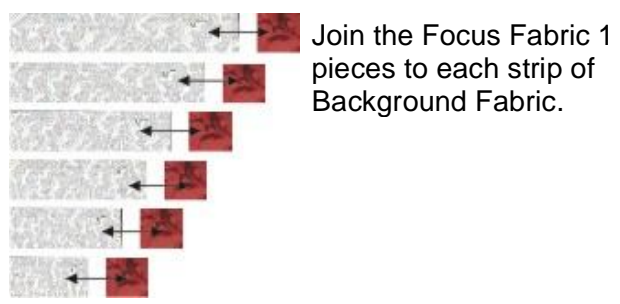 Join the Focus Fabric 1
pieces to each strip of
Background Fabric.